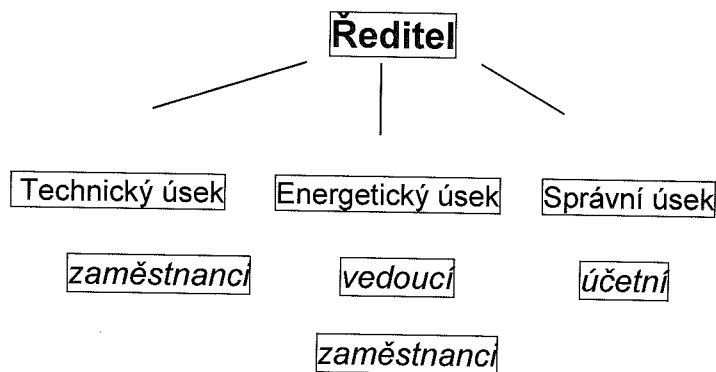 Ředitel
Technický úsek
Energetický úsek
Správní úsek
zaměstnanci
vedoucí
účetní
zaměstnanci